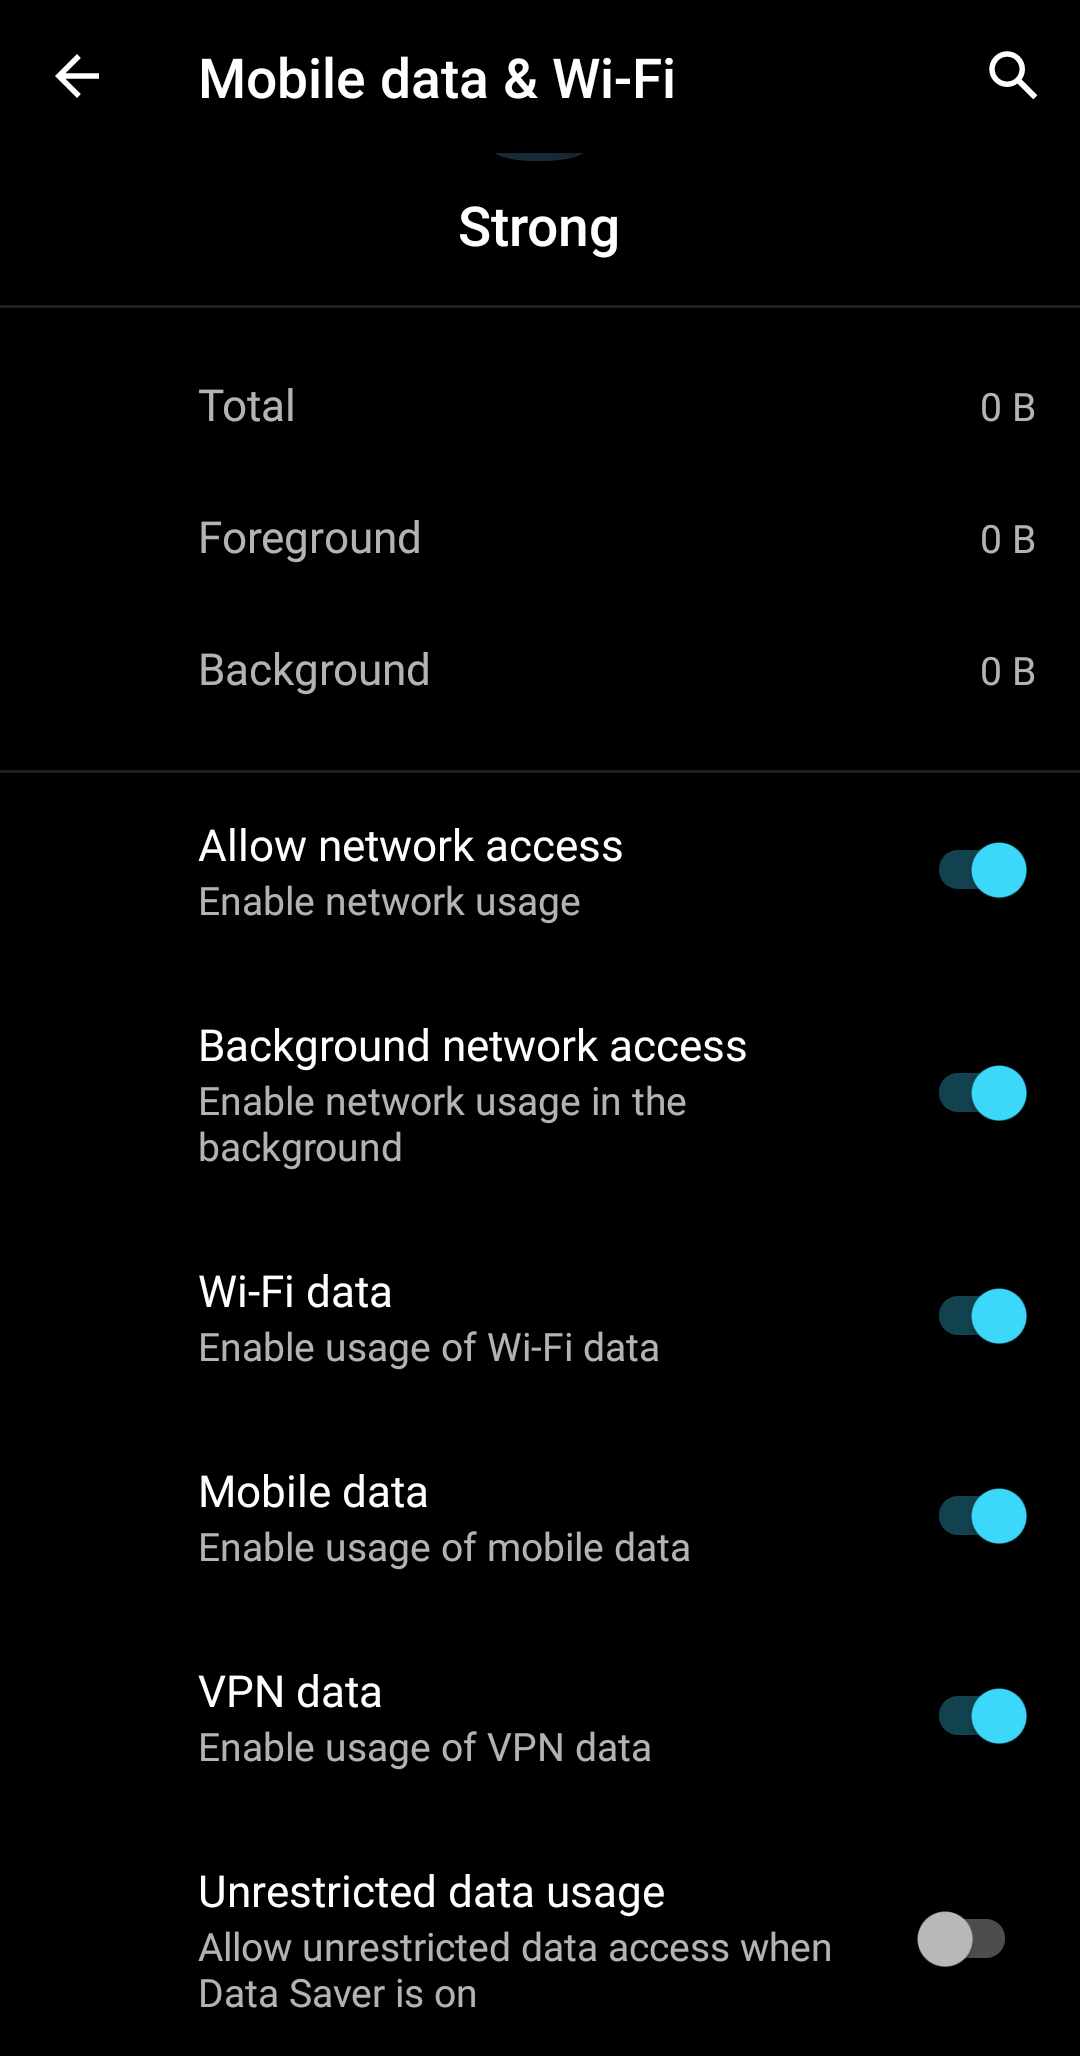 Mobile data & Wi-Fi
Strong
Total 0 B
Foreground 0 B
Background 0 B
Allow network access
Enable network usage
Background network access
Enable network usage in the
background
Wi-Fi data
Enable usage of Wi-Fi data
Mobile data
Enable usage of mobile data
VPN data
Enable usage of VPN data
Unrestricted data usage
Allow unrestricted data access when
Data Saver is on